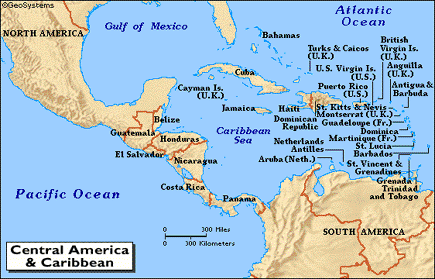 ©GeoSystems
NORTH AMERICA
Gulf of Mexico
Atlantic
Ocean
Bahamas
Turks & Caicos
(U.K.)
British
Virgin Is.
(U.K.)
Cuba
U.S. Virgin Is.
(U.S.)
Anguilla
(U.K.)
Cayman Is.
(U.K.)
Puerto Rico
(U.S.)
Antigua &
Barbuda
Jamaica
Haiti
Dominican
Republic
St. Kitts & Nevis
Montserrat (U.K.)
Guadeloupe (Fr.)
Dominica
Martinique (Fr.)
St. Lucia
Barbados
St. Vincent &
Grenadines
Grenada
Trinidad
and Tobago
Belize
Guatemala
Honduras
El Salvador
Nicaragua
Caribbean
Sea
Netherlands
Antilles
Aruba (Neth.)
Costa Rica
Panama
Pacific Ocean
SOUTH AMERICA
0 300 Miles
0 300 Kilometers
Central America
& Caribbean